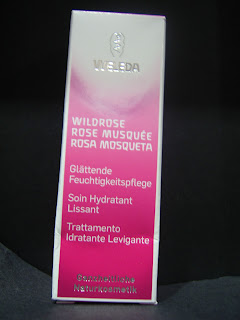 WELEDA
WILDROSE
ROSE MUSQUÉE
ROSA MOSQUETA
Glättende
Feuchtigkeitspflege
Soin Hydratant
Lissant
Trattamento
Idratante Levigante
Naturkosmetik